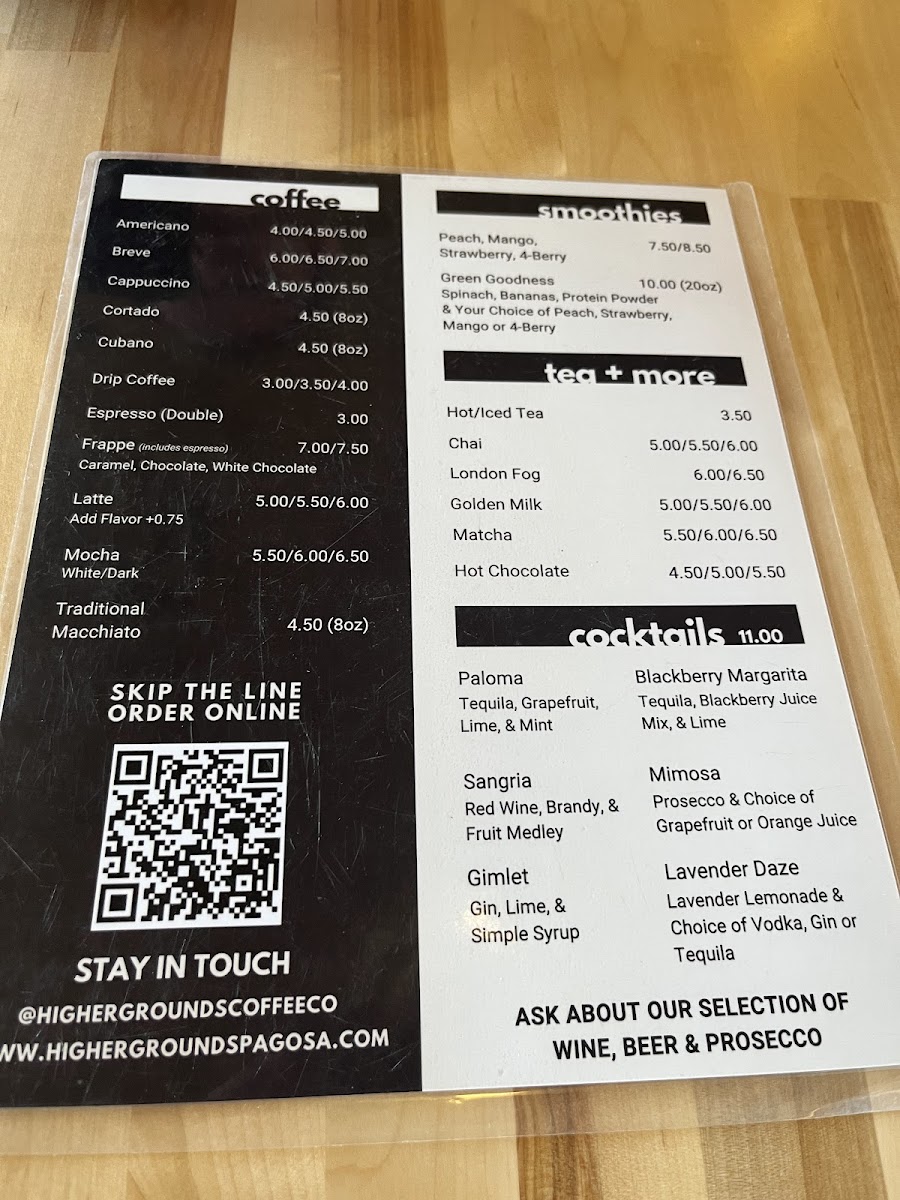 coffee
Americano 4.00/4.50/5.00
Breve 6.00/6.50/7.00
Cappuccino 4.50/5.00/5.50
Cortado 4.50 (8oz)
Cubano 4.50 (8oz)
Drip Coffee 3.00/3.50/4.00
Espresso (Double) 3.00
Frappe (includes espresso) 7.00/7.50
Caramel, Chocolate, White Chocolate
Latte 5.00/5.50/6.00
Add Flavor +0.75
Mocha 5.50/6.00/6.50
White/Dark
Traditional
Macchiato 4.50 (8oz)
SKIP THE LINE
ORDER ONLINE
STAY IN TOUCH
@HIGHERGROUNDSCOFFEECO
WWW.HIGHERGROUNDSPAGOSA.COM
smoothies
Peach, Mango, 7.50/8.50
Strawberry, 4-Berry
Green Goodness 10.00 (20oz)
Spinach, Bananas, Protein Powder
& Your Choice of Peach, Strawberry,
Mango or 4-Berry
tea + more
Hot/Iced Tea 3.50
Chai 5.00/5.50/6.00
London Fog 6.00/6.50
Golden Milk 5.00/5.50/6.00
Matcha 5.50/6.00/6.50
Hot Chocolate 4.50/5.00/5.50
cocktails 11.00
Paloma
Tequila, Grapefruit,
Lime, & Mint
Blackberry Margarita
Tequila, Blackberry Juice
Mix, & Lime
Sangria
Red Wine, Brandy, &
Fruit Medley
Mimosa
Prosecco & Choice of
Grapefruit or Orange Juice
Gimlet
Gin, Lime, &
Simple Syrup
Lavender Daze
Lavender Lemonade &
Choice of Vodka, Gin or
Tequila
ASK ABOUT OUR SELECTION OF
WINE, BEER & PROSECCO